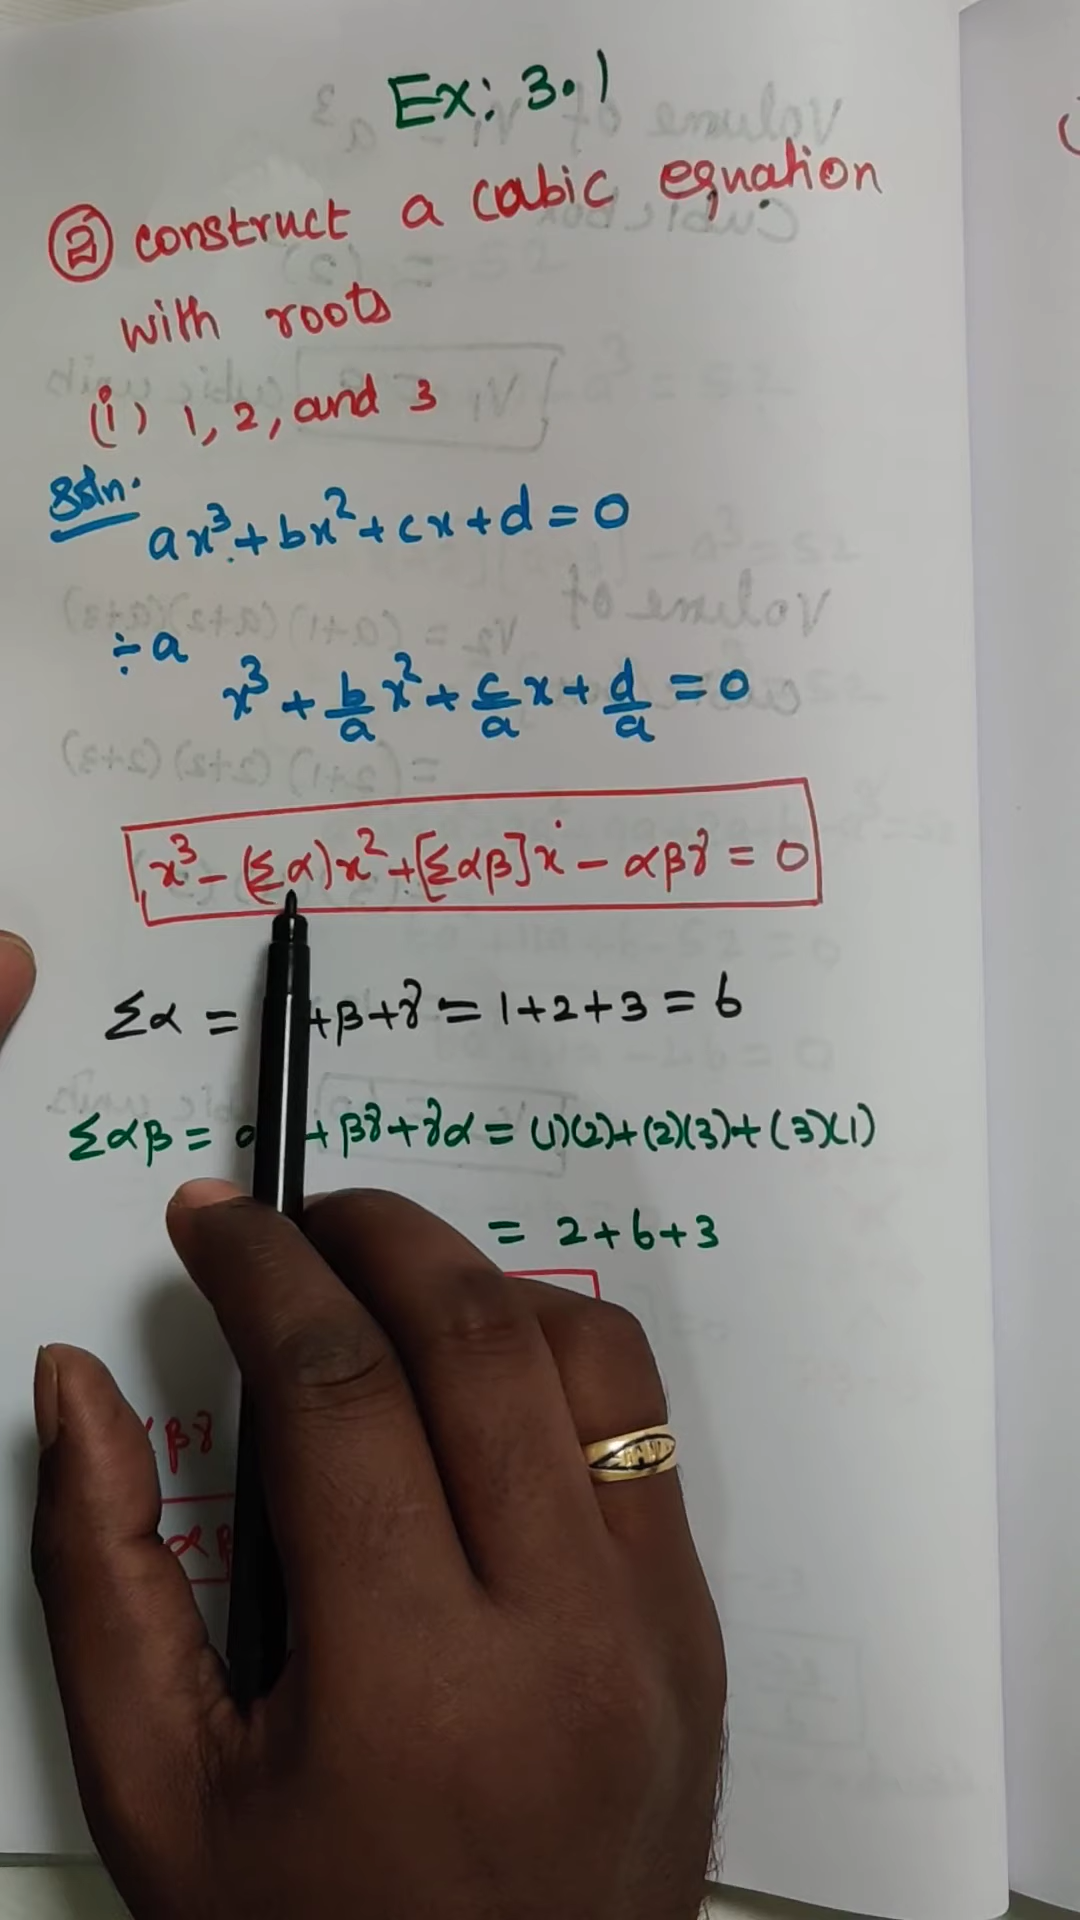 Ex: 3.1
② construct a cubic equation
with roots
(i) 1, 2, and 3
Soln.
ax³ + bx² + cx + d = 0
÷ a
x³ + b/a x² + c/a x + d/a = 0
x³ - (Σα)x² + [Σαβ]x - αβγ = 0
Σα = + β + γ = 1 + 2 + 3 = 6
Σαβ = + βγ + γα = (1)(2) + (2)(3) + (3)(1)
= 2 + 6 + 3
βγ
αβ